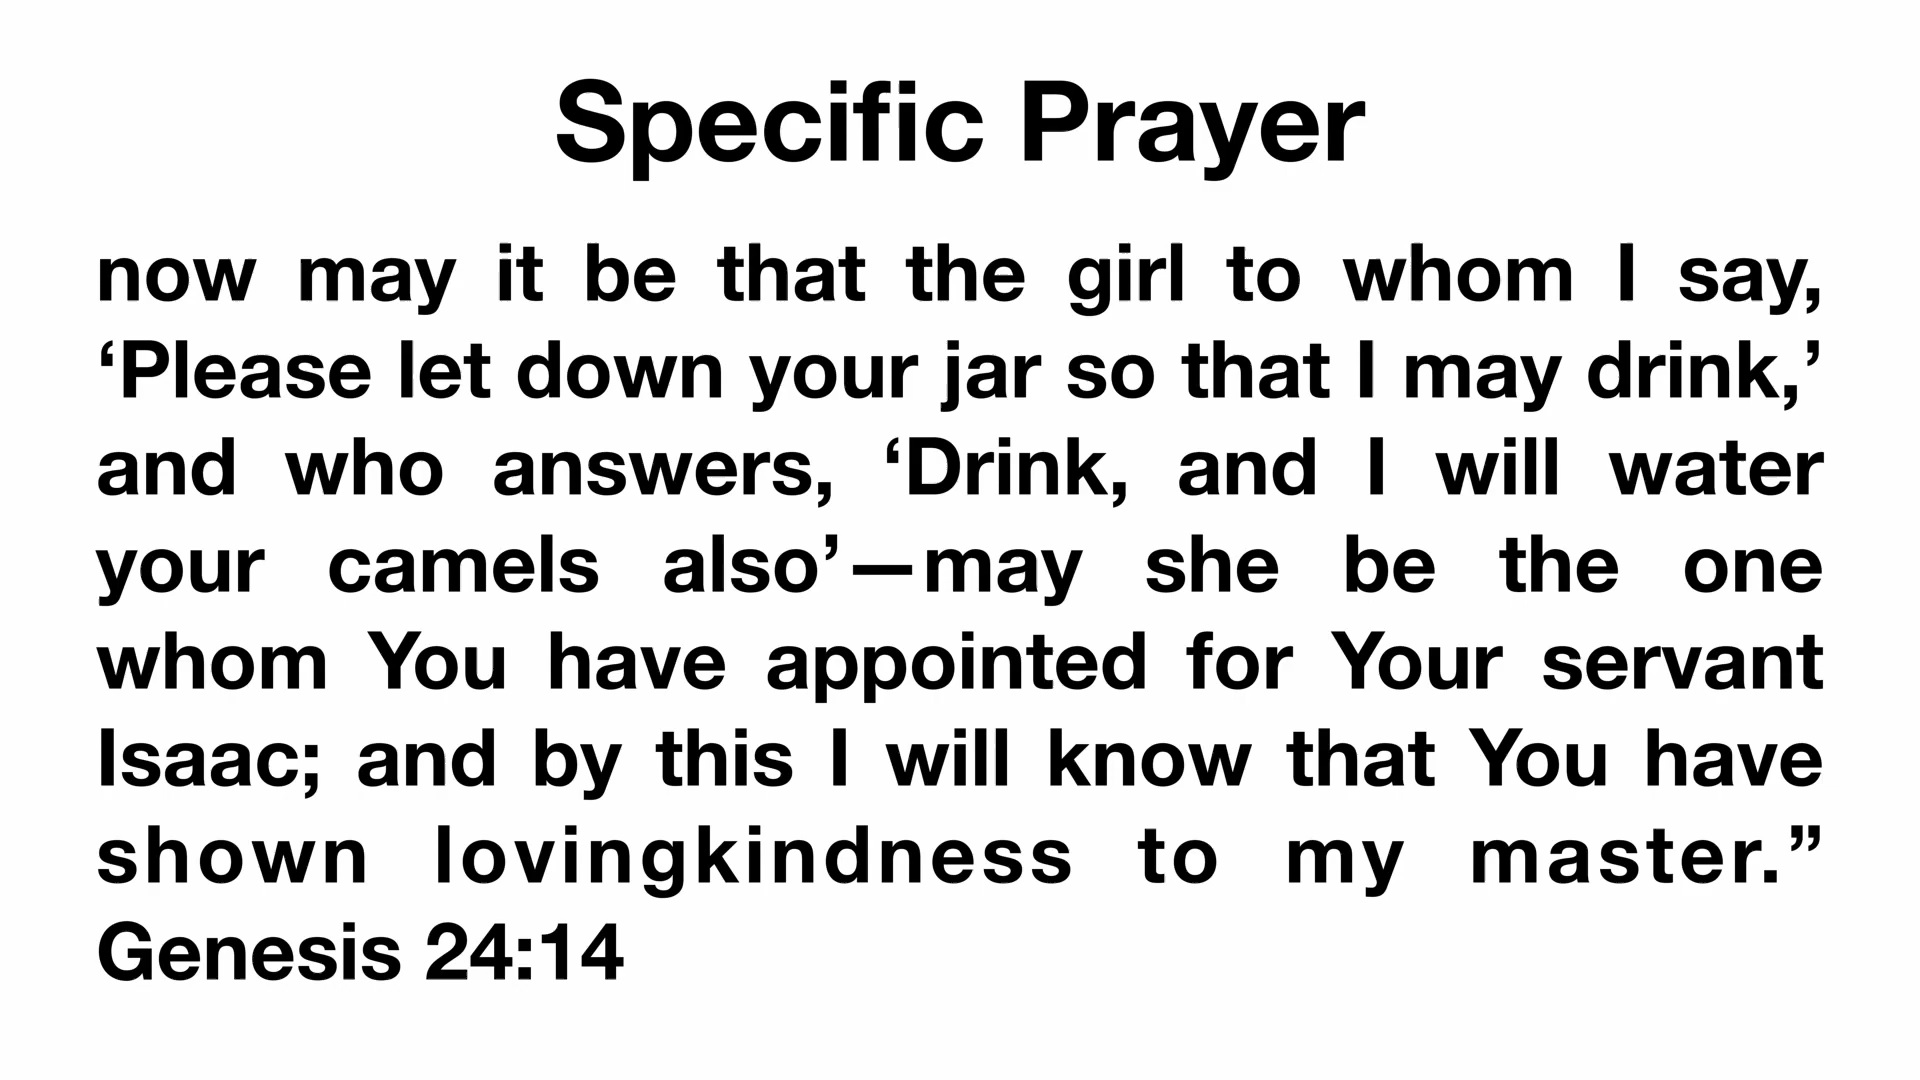 Specific Prayer
now may it be that the girl to whom I say,
‘Please let down your jar so that I may drink,’
and who answers, ‘Drink, and I will water
your camels also’—may she be the one
whom You have appointed for Your servant
Isaac; and by this I will know that You have
shown lovingkindness to my master.”
Genesis 24:14